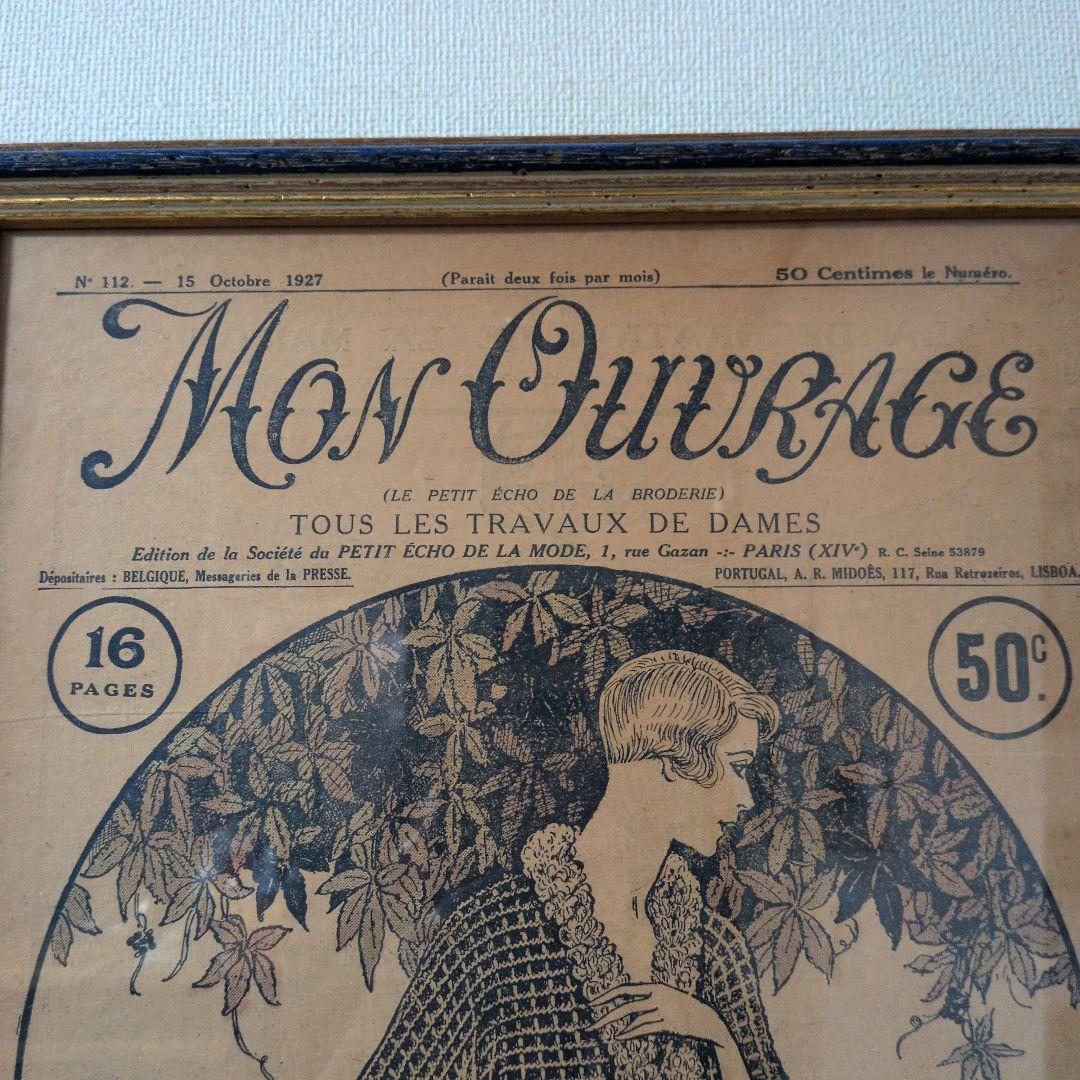 Nº 112. — 15 Octobre 1927 (Parait deux fois par mois) 50 Centimes le Numéro.
MON OUVRAGE
(LE PETIT ÉCHO DE LA BRODERIE)
TOUS LES TRAVAUX DE DAMES
Edition de la Société du PETIT ÉCHO DE LA MODE, 1, rue Gazan -:- PARIS (XIVᵉ) R. C. Seine 53879
Dépositaires : BELGIQUE, Messageries de la PRESSE. PORTUGAL, A. R. MIDOÊS, 117, Rua Retrozeiros, LISBOA.
16 PAGES
50 C.